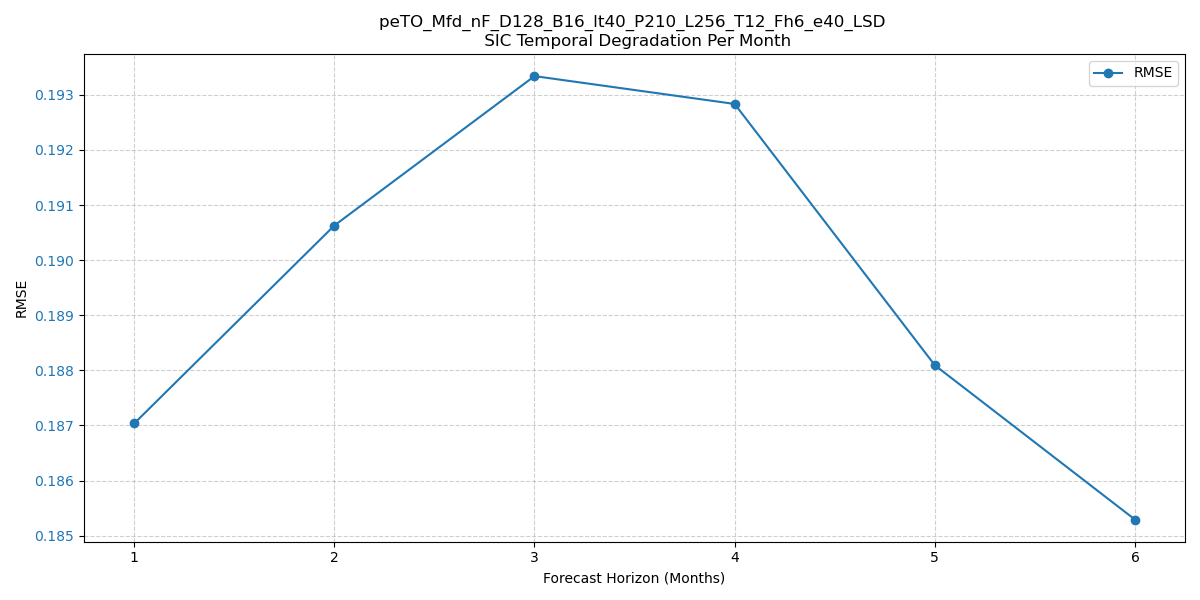 peTO_Mfd_nF_D128_B16_lt40_P210_L256_T12_Fh6_e40_LSD
SIC Temporal Degradation Per Month
RMSE
0.193
0.192
0.191
0.190
0.189
0.188
0.187
0.186
0.185
RMSE
1 2 3 4 5 6
Forecast Horizon (Months)